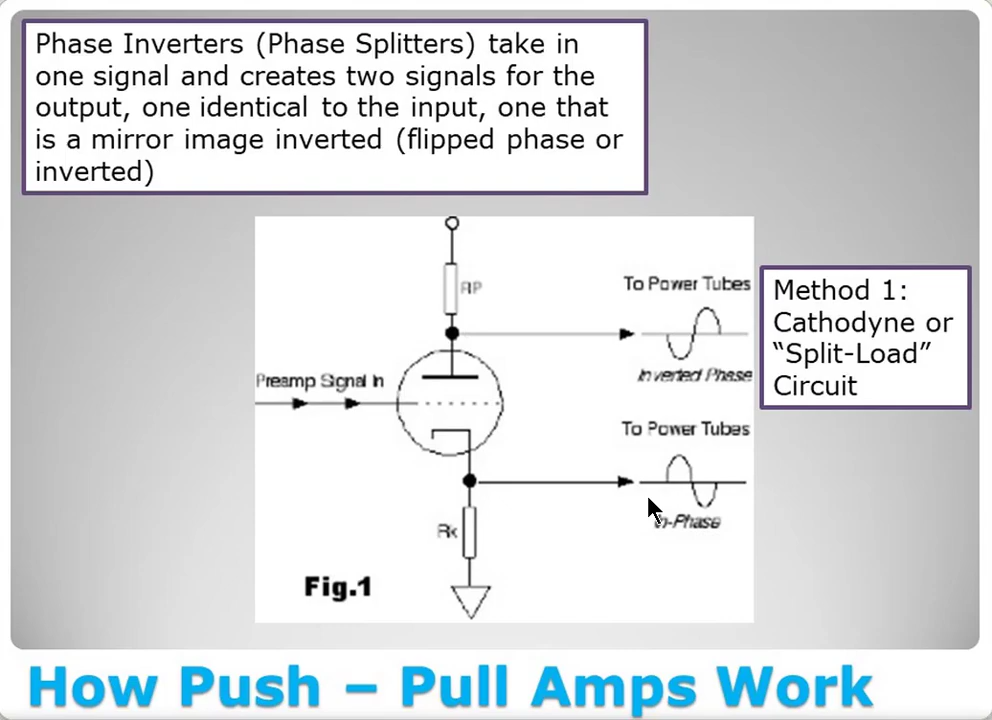 Phase Inverters (Phase Splitters) take in
one signal and creates two signals for the
output, one identical to the input, one that
is a mirror image inverted (flipped phase or
inverted)
RP
To Power Tubes
Inverted Phase
Method 1:
Cathodyne or
“Split-Load”
Circuit
Preamp Signal In
To Power Tubes
In-Phase
Rk
Fig.1
How Push – Pull Amps Work